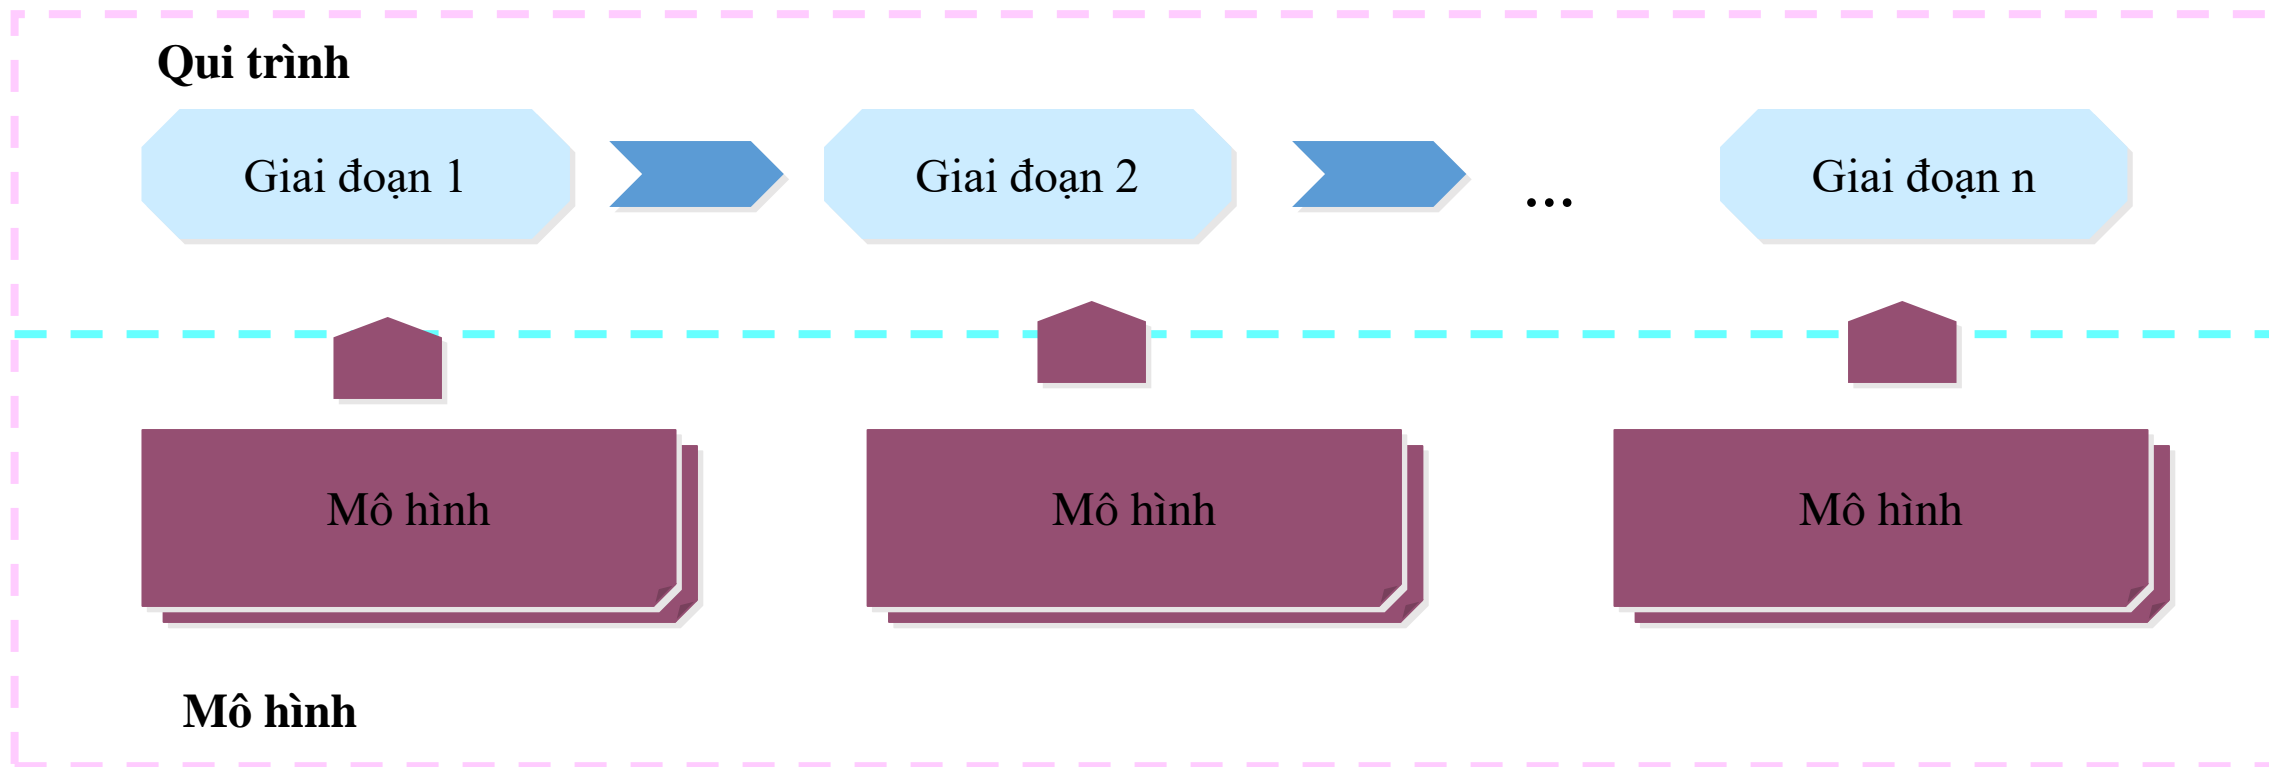 Qui trình
Giai đoạn 1
Giai đoạn 2
...
Giai đoạn n
Mô hình
Mô hình
Mô hình
Mô hình